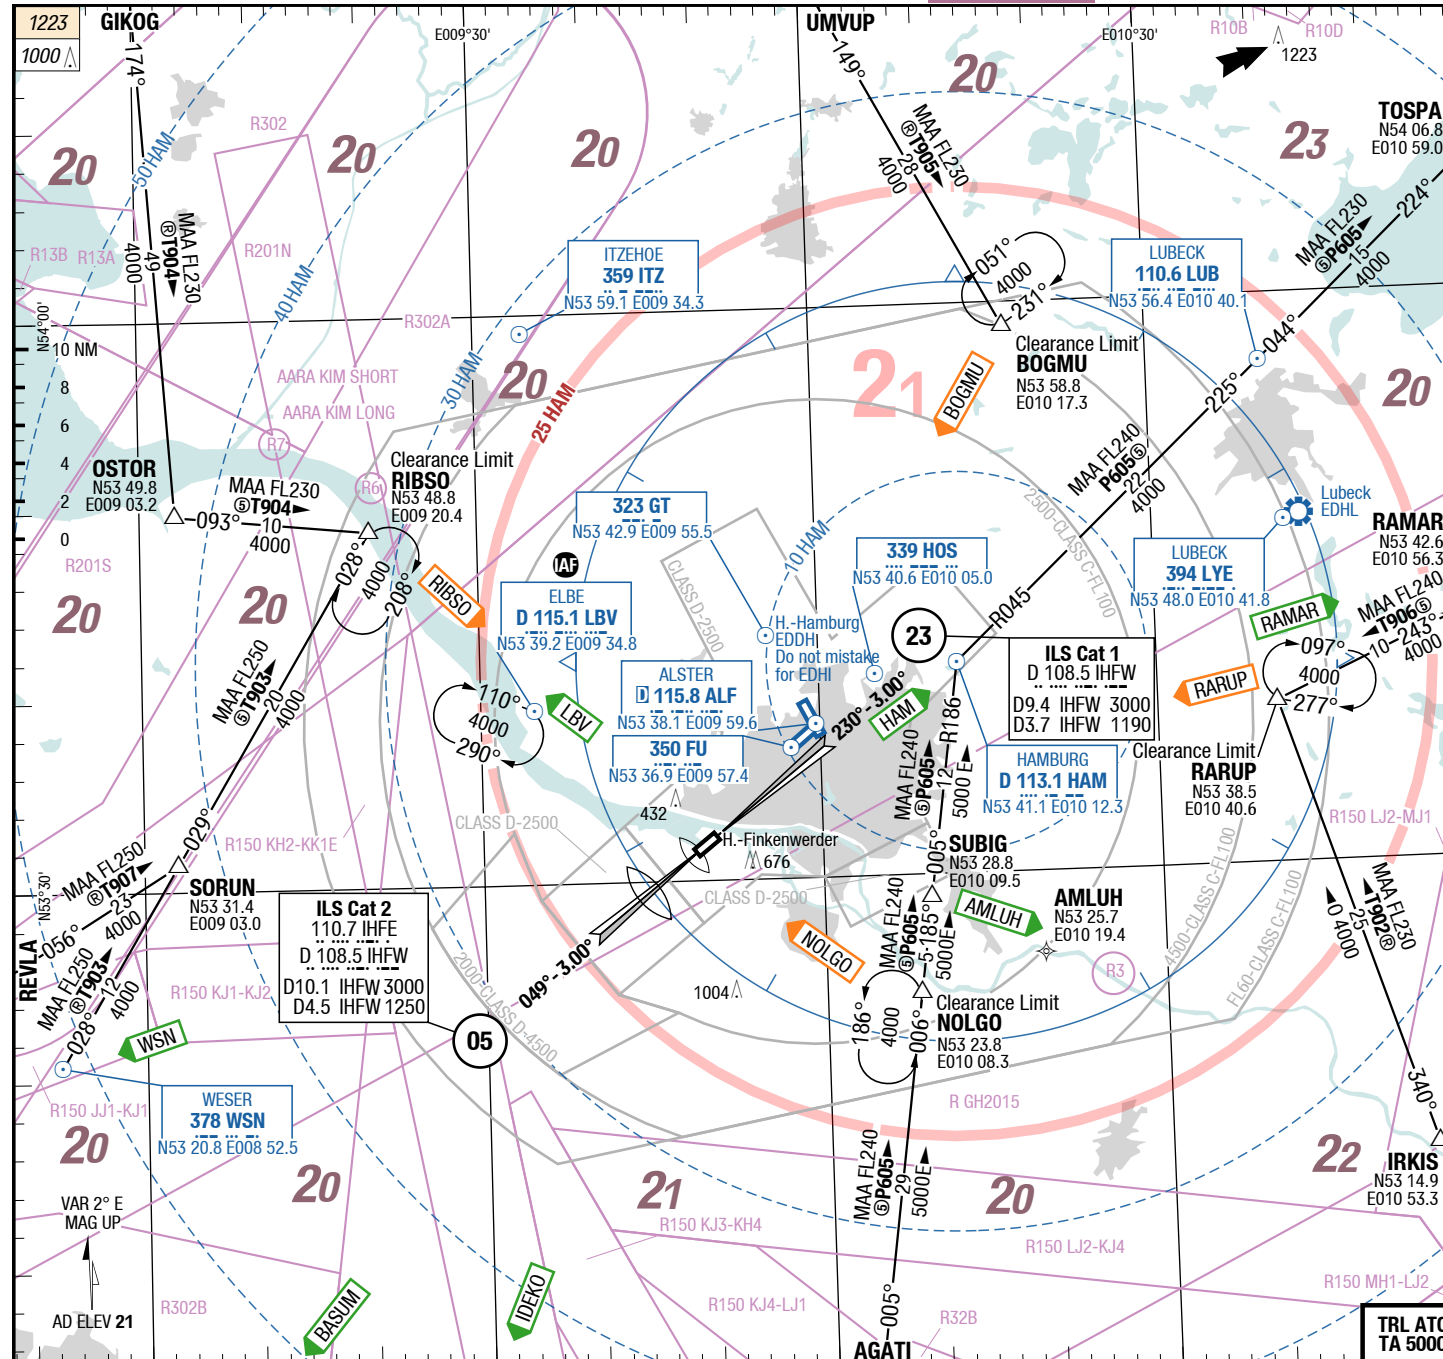 1223
1000
GIKOG
174°
E009°30'
UMVUP
149°
E010°30'
R10B
R10D
1223
20
20
20
20
23
TOSPA
N54 06.8
E010 59.0
R302
50 HAM
MAA FL230
Ⓡ T904
49
4000
R13B
R13A
R201N
40 HAM
MAA FL230
Ⓡ T905
28
4000
ITZEHOE
359 ITZ
N53 59.1 E009 34.3
051°
4000
231°
LUBECK
110.6 LUB
N53 56.4 E010 40.1
MAA FL230
⑤ P605
15
4000
224°
044°
225°
N54°00'
10 NM
8
6
4
2
0
R302A
AARA KIM SHORT
AARA KIM LONG
30 HAM
20
25 HAM
21
Clearance Limit
BOGMU
N53 58.8
E010 17.3
BOGMU
20
R7
R6
OSTOR
N53 49.8
E009 03.2
MAA FL230
⑤ T904
093°
10
4000
Clearance Limit
RIBSO
N53 48.8
E009 20.4
MAA FL240
P605 ⑤
22
4000
2500-CLASS C-FL100
Lubeck
EDHL
323 GT
N53 42.9 E009 55.5
10 HAM
CLASS D-2500
339 HOS
N53 40.6 E010 05.0
LUBECK
394 LYE
N53 48.0 E010 41.8
RAMAR
N53 42.6
E010 56.3
R201S
20
20
028°
4000
208°
RIBSO
IAF
ELBE
D 115.1 LBV
N53 39.2 E009 34.8
H.-Hamburg
EDDH
Do not mistake
for EDHI
23
R045
RAMAR
MAA FL240
T906 ⑤
10-243°
4000
ILS Cat 1
D 108.5 IHFW
D9.4 IHFW 3000
D3.7 IHFW 1190
097°
4000
277°
RARUP
MAA FL250
⑤ T903
20
4000
110°
4000
290°
LBV
ALSTER
D 115.8 ALF
N53 38.1 E009 59.6
350 FU
N53 36.9 E009 57.4
230° - 3.00°
HAM
R186
12
5000 E
MAA FL240
⑤ P605
005°
HAMBURG
D 113.1 HAM
N53 41.1 E010 12.3
Clearance Limit
RARUP
N53 38.5
E010 40.6
432
CLASS D-2500
H.-Finkenwerder
676
CLASS D-2500
R150 KH2-KK1E
029°
SUBIG
N53 28.8
E010 09.5
R150 LJ2-MJ1
N53°30'
MAA FL250
Ⓡ T907
23
4000
056°
REVLA
SORUN
N53 31.4
E009 03.0
ILS Cat 2
110.7 IHFE
D 108.5 IHFW
D10.1 IHFW 3000
D4.5 IHFW 1250
AMLUH
AMLUH
N53 25.7
E010 19.4
4500-CLASS C-FL100
FL60-CLASS C-FL100
MAA FL230
T902 Ⓡ
25
0 4000
MAA FL250
Ⓡ T903
12
4000
028°
R150 KJ1-KJ2
049° - 3.00°
NOLGO
MAA FL240
⑤ P605
5-185°
5000E
R3
WSN
05
2000-CLASS D-4500
1004
186°
4000
006°
Clearance Limit
NOLGO
N53 23.8
E010 08.3
340°
WESER
378 WSN
N53 20.8 E008 52.5
R150 JJ1-KJ1
R GH2015
20
20
21
20
22
IRKIS
N53 14.9
E010 53.3
VAR 2° E
MAG UP
MAA FL240
⑤ P605
29
5000E
R150 KJ3-KH4
R150 LJ2-KJ4
R150 MH1-LJ2
AD ELEV 21
R302B
BASUM
IDEKO
R150 KJ4-LJ1
005°
R32B
AGATI
TRL ATC
TA 5000